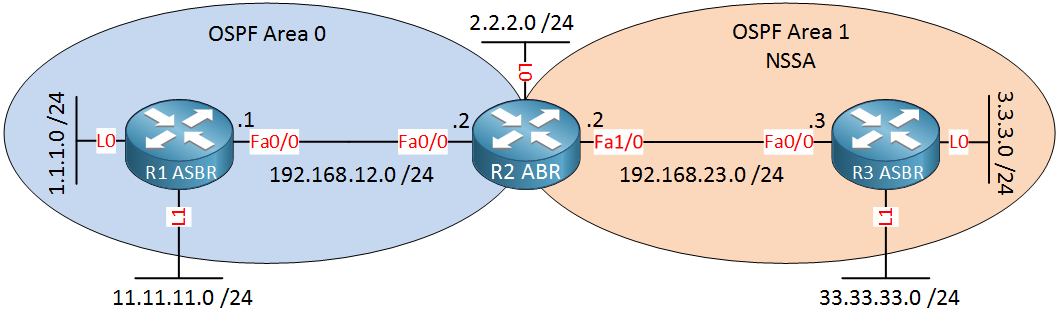 OSPF Area 0
2.2.2.0 /24
OSPF Area 1
NSSA
1.1.1.0 /24
L0
R1 ASBR
.1
Fa0/0
192.168.12.0 /24
.2
Fa0/0
L0
R2 ABR
.2
Fa1/0
192.168.23.0 /24
.3
Fa0/0
R3 ASBR
L0
3.3.3.0 /24
L1
11.11.11.0 /24
L1
33.33.33.0 /24